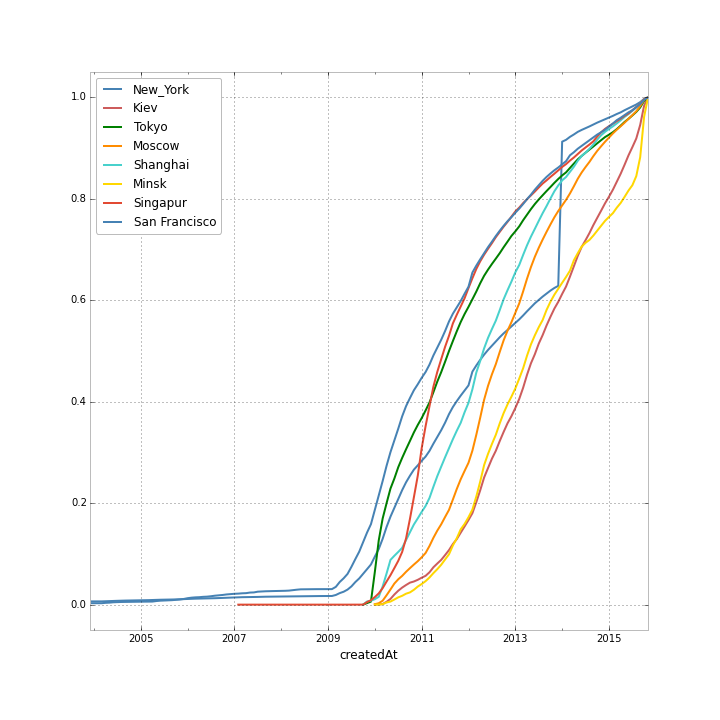 New_York
Kiev
Tokyo
Moscow
Shanghai
Minsk
Singapur
San Francisco
1.0
0.8
0.6
0.4
0.2
0.0
2005 2007 2009 2011 2013 2015
createdAt